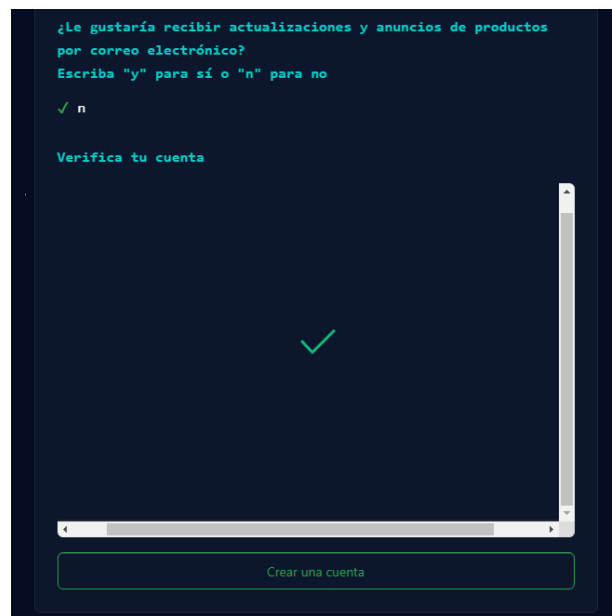 ¿Le gustaría recibir actualizaciones y anuncios de productos
por correo electrónico?
Escriba "y" para sí o "n" para no
✓ n
Verifica tu cuenta
Crear una cuenta